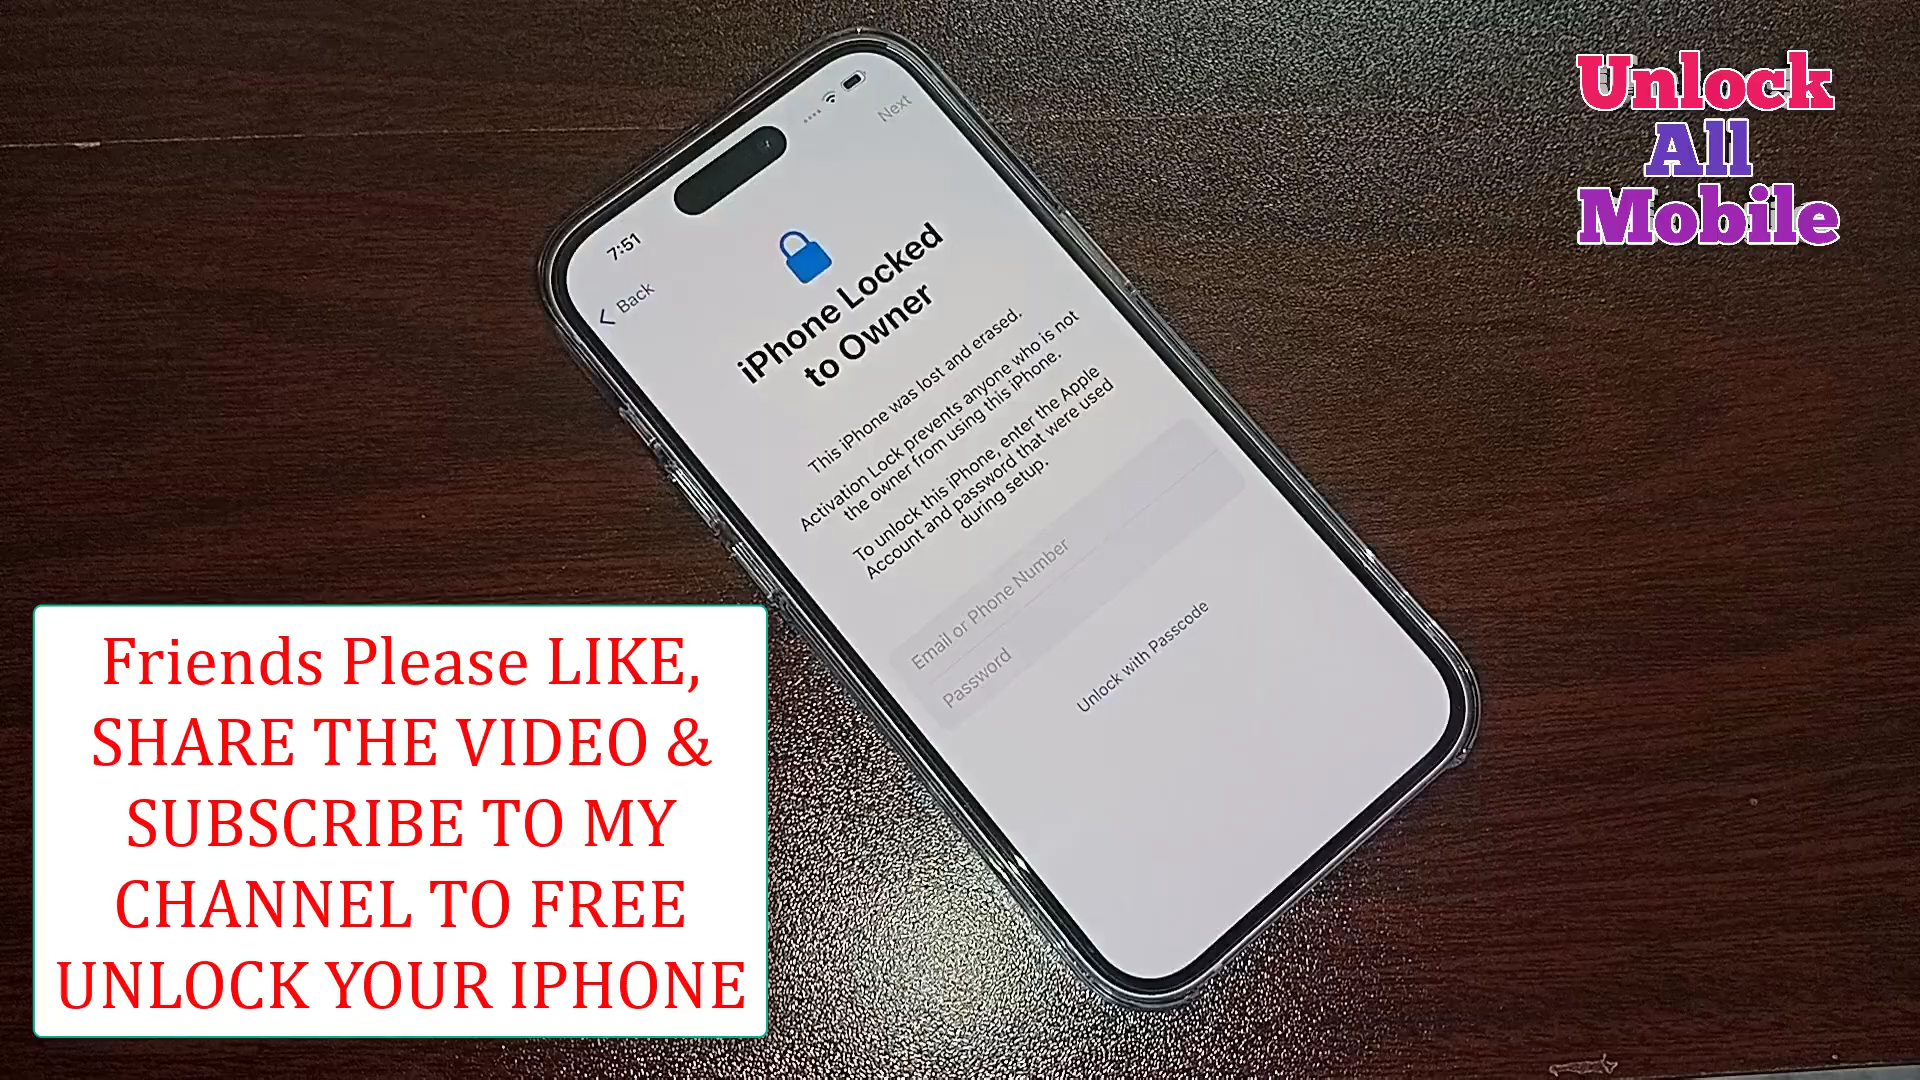 Unlock
All
Mobile
Next
7:51
Back
iPhone Locked
to Owner
This iPhone was lost and erased.
Activation Lock prevents anyone who is not
the owner from using this iPhone.
To unlock this iPhone, enter the Apple
Account and password that were used
during setup.
Email or Phone Number
Password
Unlock with Passcode
Friends Please LIKE,
SHARE THE VIDEO &
SUBSCRIBE TO MY
CHANNEL TO FREE
UNLOCK YOUR IPHONE